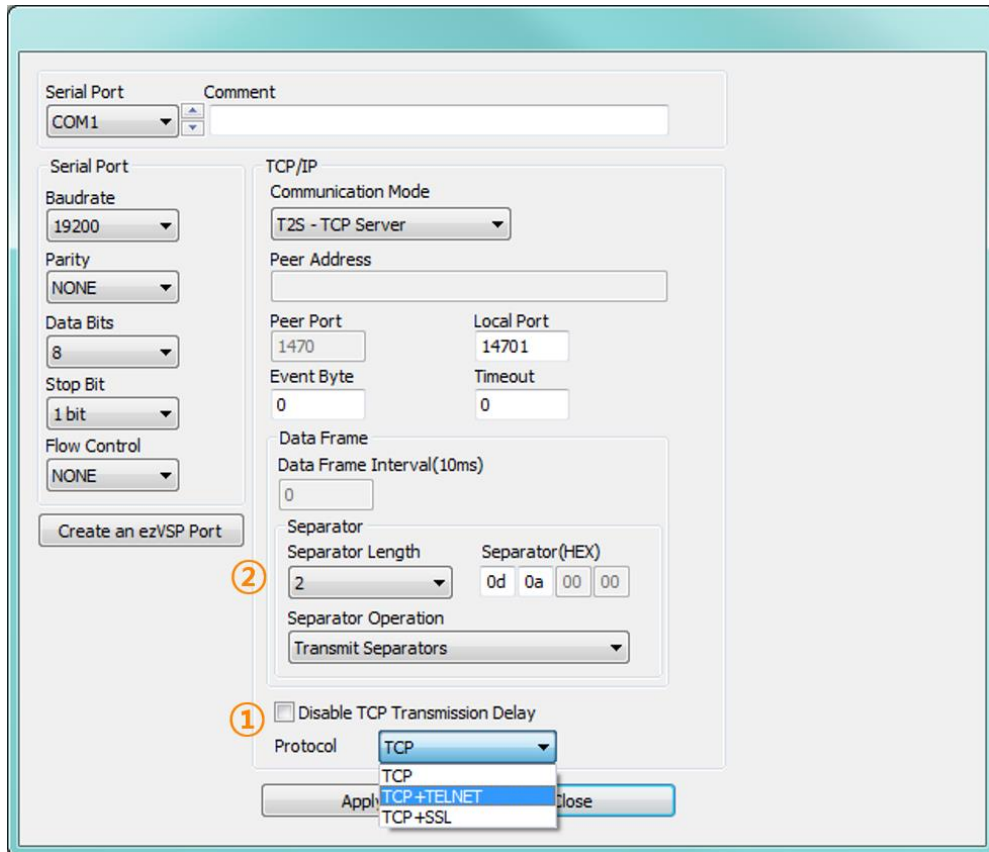 Serial Port Comment
COM1
Serial Port
Baudrate
19200
Parity
NONE
Data Bits
8
Stop Bit
1 bit
Flow Control
NONE
Create an ezVSP Port
TCP/IP
Communication Mode
T2S - TCP Server
Peer Address
Peer Port Local Port
1470 14701
Event Byte Timeout
0 0
Data Frame
Data Frame Interval(10ms)
0
Separator
Separator Length Separator(HEX)
② 2 0d 0a 00 00
Separator Operation
Transmit Separators
① Disable TCP Transmission Delay
Protocol TCP
TCP
TCP+TELNET
TCP+SSL
Apply Close